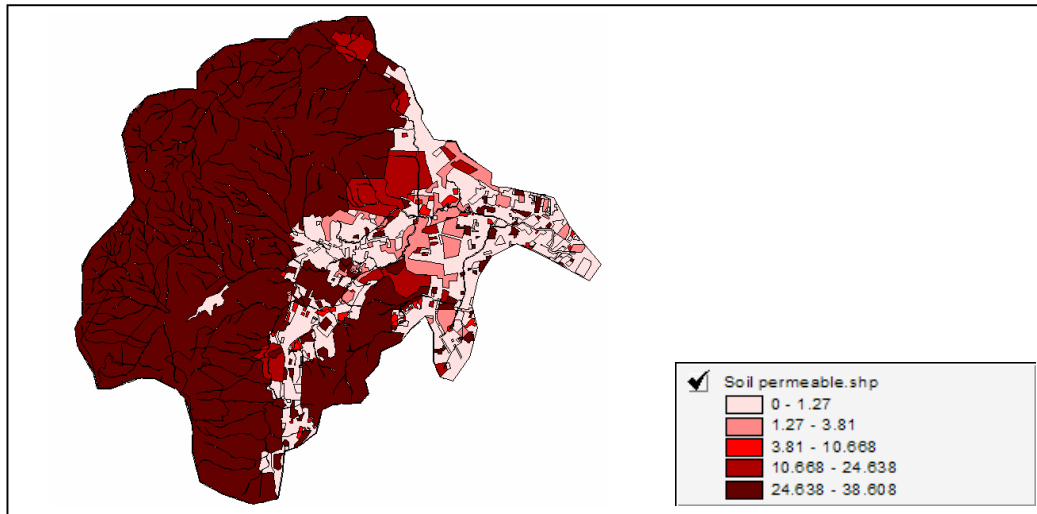 Soil permeable.shp
0 - 1.27
1.27 - 3.81
3.81 - 10.668
10.668 - 24.638
24.638 - 38.608